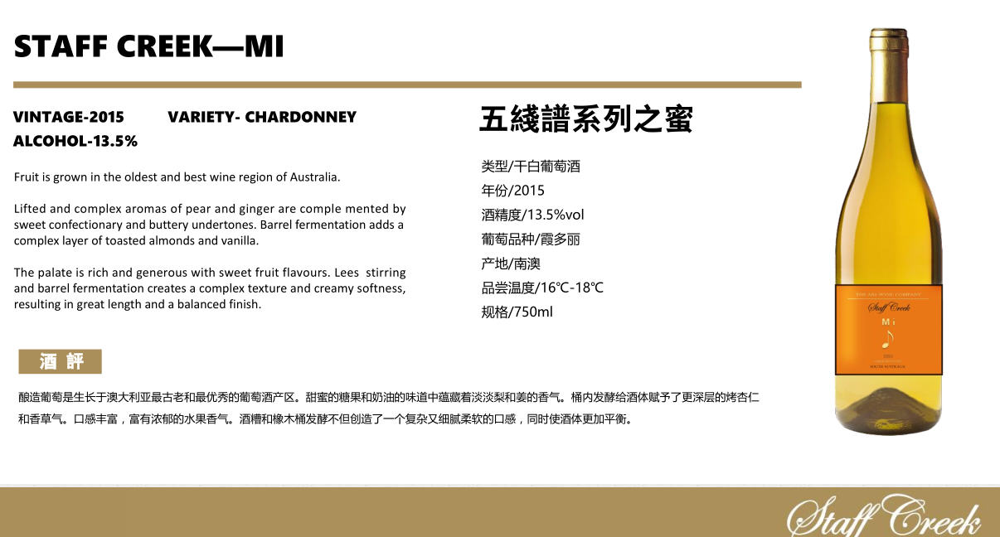 STAFF CREEK—MI
VINTAGE-2015 VARIETY- CHARDONNEY
ALCOHOL-13.5%
Fruit is grown in the oldest and best wine region of Australia.
Lifted and complex aromas of pear and ginger are comple mented by
sweet confectionary and buttery undertones. Barrel fermentation adds a
complex layer of toasted almonds and vanilla.
The palate is rich and generous with sweet fruit flavours. Lees stirring
and barrel fermentation creates a complex texture and creamy softness,
resulting in great length and a balanced finish.
五綫譜系列之蜜
类型/干白葡萄酒
年份/2015
酒精度/13.5%vol
葡萄品种/霞多丽
产地/南澳
品尝温度/16℃-18℃
规格/750ml
酒 評
酿造葡萄是生长于澳大利亚最古老和最优秀的葡萄酒产区。甜蜜的糖果和奶油的味道中蕴藏着淡淡梨和姜的香气。桶内发酵给酒体赋予了更深层的烤杏仁
和香草气。口感丰富，富有浓郁的水果香气。酒糟和橡木桶发酵不但创造了一个复杂又细腻柔软的口感，同时使酒体更加平衡。
THE ABI WINE COMPANY
Staff Creek
Mi
2015
SOUTH AUSTRALIA
Staff Creek